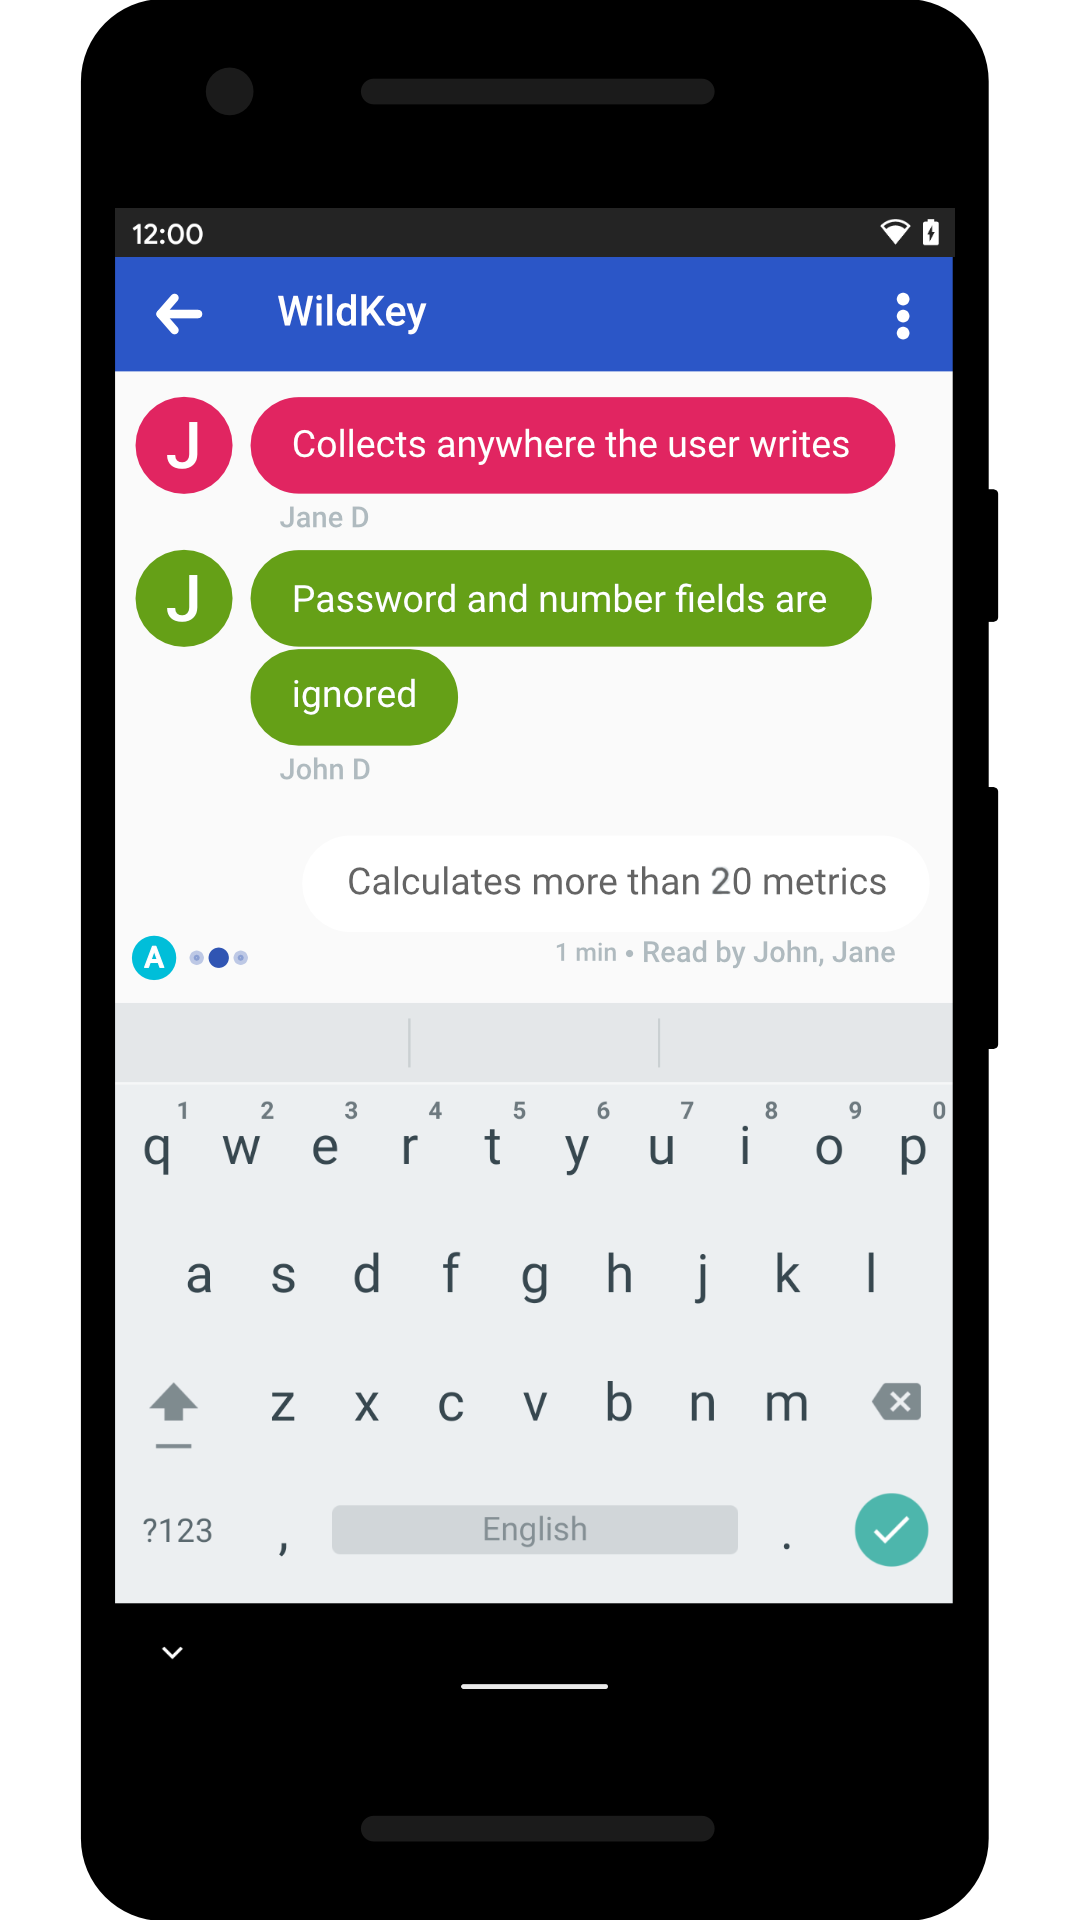 12:00
WildKey
J
Collects anywhere the user writes
Jane D
J
Password and number fields are
ignored
John D
Calculates more than 20 metrics
A
1 min • Read by John, Jane
1 2 3 4 5 6 7 8 9 0
q w e r t y u i o p
a s d f g h j k l
z x c v b n m
?123 , English .